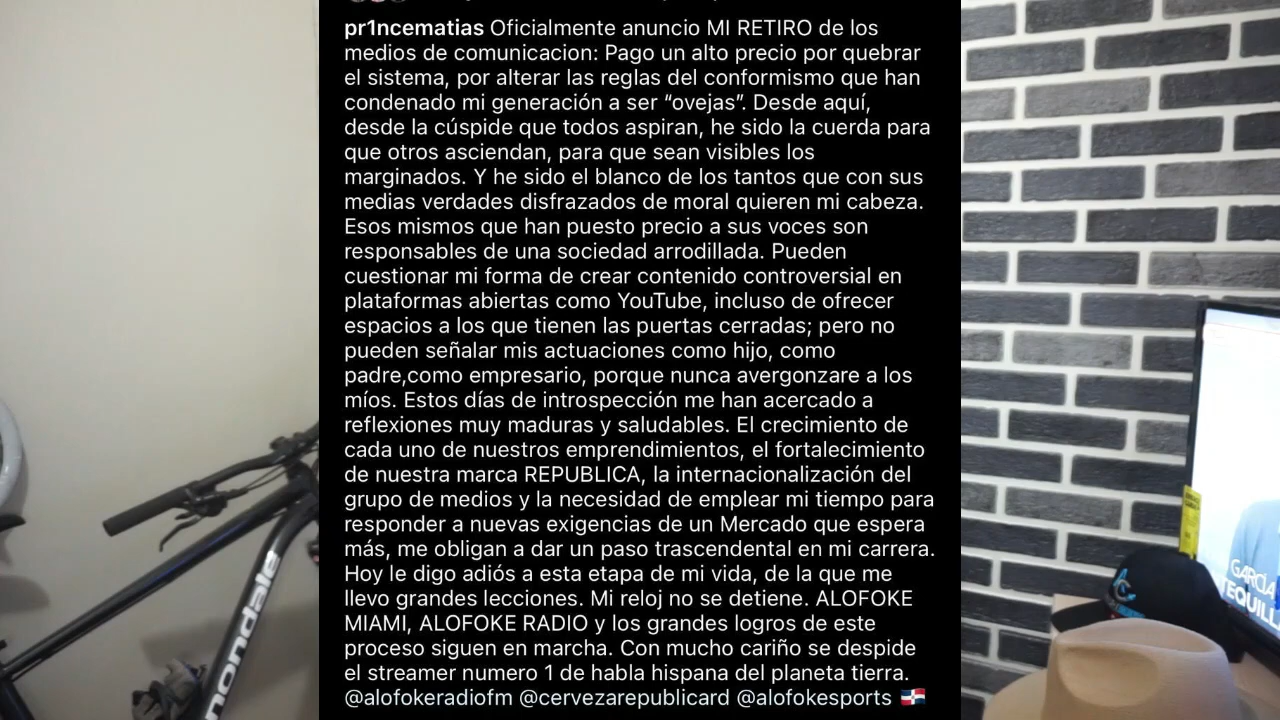 pr1ncematias Oficialmente anuncio MI RETIRO de los
medios de comunicacion: Pago un alto precio por quebrar
el sistema, por alterar las reglas del conformismo que han
condenado mi generación a ser “ovejas”. Desde aquí,
desde la cúspide que todos aspiran, he sido la cuerda para
que otros asciendan, para que sean visibles los
marginados. Y he sido el blanco de los tantos que con sus
medias verdades disfrazados de moral quieren mi cabeza.
Esos mismos que han puesto precio a sus voces son
responsables de una sociedad arrodillada. Pueden
cuestionar mi forma de crear contenido controversial en
plataformas abiertas como YouTube, incluso de ofrecer
espacios a los que tienen las puertas cerradas; pero no
pueden señalar mis actuaciones como hijo, como
padre,como empresario, porque nunca avergonzare a los
míos. Estos días de introspección me han acercado a
reflexiones muy maduras y saludables. El crecimiento de
cada uno de nuestros emprendimientos, el fortalecimiento
de nuestra marca REPUBLICA, la internacionalización del
grupo de medios y la necesidad de emplear mi tiempo para
responder a nuevas exigencias de un Mercado que espera
más, me obligan a dar un paso trascendental en mi carrera.
Hoy le digo adiós a esta etapa de mi vida, de la que me
llevo grandes lecciones. Mi reloj no se detiene. ALOFOKE
MIAMI, ALOFOKE RADIO y los grandes logros de este
proceso siguen en marcha. Con mucho cariño se despide
el streamer numero 1 de habla hispana del planeta tierra.
@alofokeradiofm @cervezarepublicard @alofokesports 🇩🇴
nnondale
GARCÍA
TEQUILL